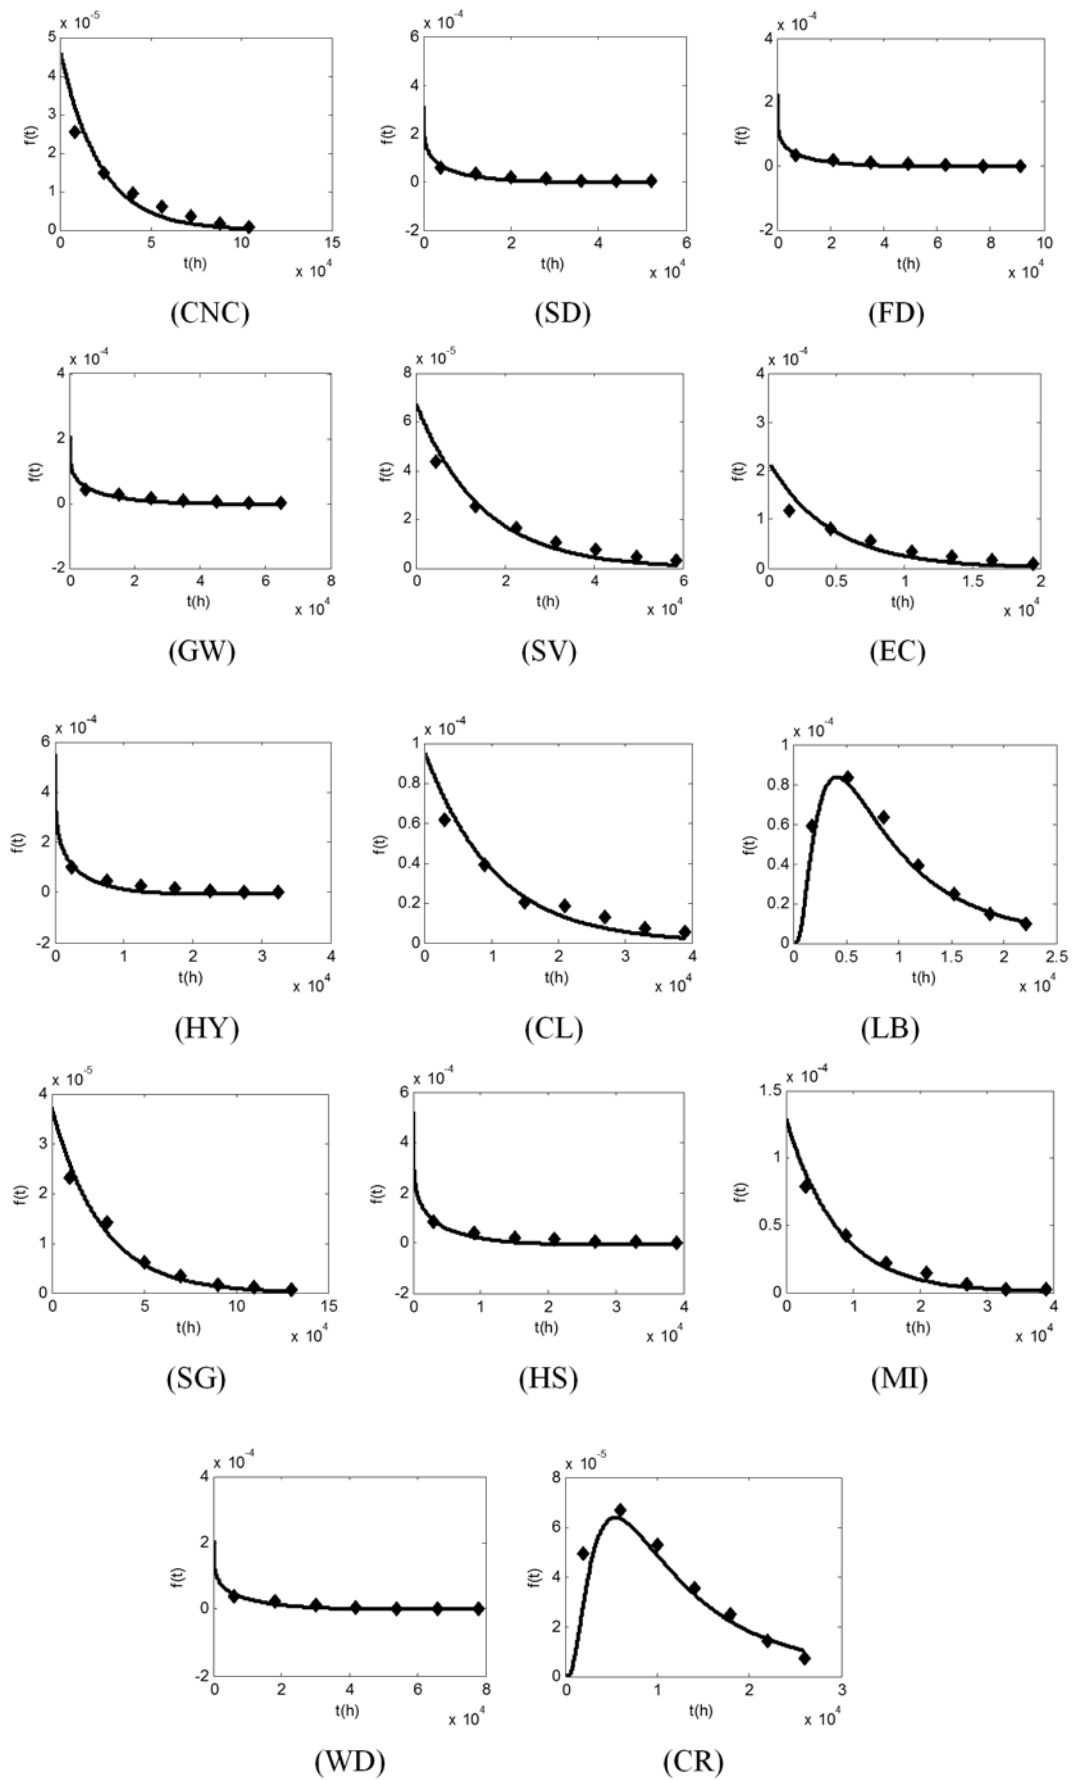 x 10^-5 x 10^-4 x 10^-4
5 6 4
4 4 2
3 2
f(t) f(t) f(t)
2 0 0
1
0 -2 -2
0 5 10 15 0 2 4 6 0 2 4 6 8 10
t(h) t(h) t(h)
x 10^4 x 10^4 x 10^4
(CNC) (SD) (FD)
x 10^-4 x 10^-5 x 10^-4
4 8 4
2 6 3
f(t) f(t) f(t)
0 4 2
2 1
-2 0 0
0 2 4 6 8 0 2 4 6 0 0.5 1 1.5 2
t(h) t(h) t(h)
x 10^4 x 10^4 x 10^4
(GW) (SV) (EC)
x 10^-4 x 10^-4 x 10^-4
6 1 1
4 0.8 0.8
2 0.6 0.6
f(t) f(t) f(t)
0 0.4 0.4
0.2 0.2
-2 0 0
0 1 2 3 4 0 1 2 3 4 0 0.5 1 1.5 2 2.5
t(h) t(h) t(h)
x 10^4 x 10^4 x 10^4
(HY) (CL) (LB)
x 10^-5 x 10^-4 x 10^-4
4 6 1.5
3 4 1
f(t) f(t) f(t)
2 2 0.5
1 0
0 -2 0
0 5 10 15 0 1 2 3 4 0 1 2 3 4
t(h) t(h) t(h)
x 10^4 x 10^4 x 10^4
(SG) (HS) (MI)
x 10^-4 x 10^-5
4 8
2 6
f(t) f(t)
0 4
2
-2 0
0 2 4 6 8 0 1 2 3
t(h) t(h)
x 10^4 x 10^4
(WD) (CR)